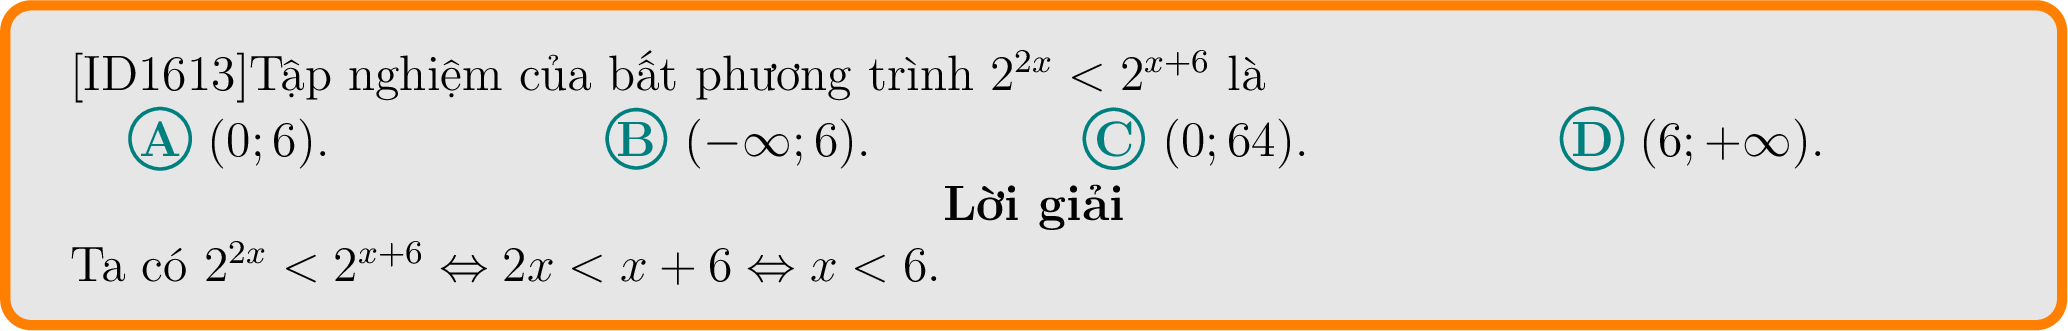 [ID1613]Tập nghiệm của bất phương trình $2^{2x} < 2^{x+6}$ là
Ⓐ $(0; 6)$. Ⓑ $(-\infty; 6)$. Ⓒ $(0; 64)$. Ⓓ $(6; +\infty)$.
Lời giải
Ta có $2^{2x} < 2^{x+6} \Leftrightarrow 2x < x + 6 \Leftrightarrow x < 6$.